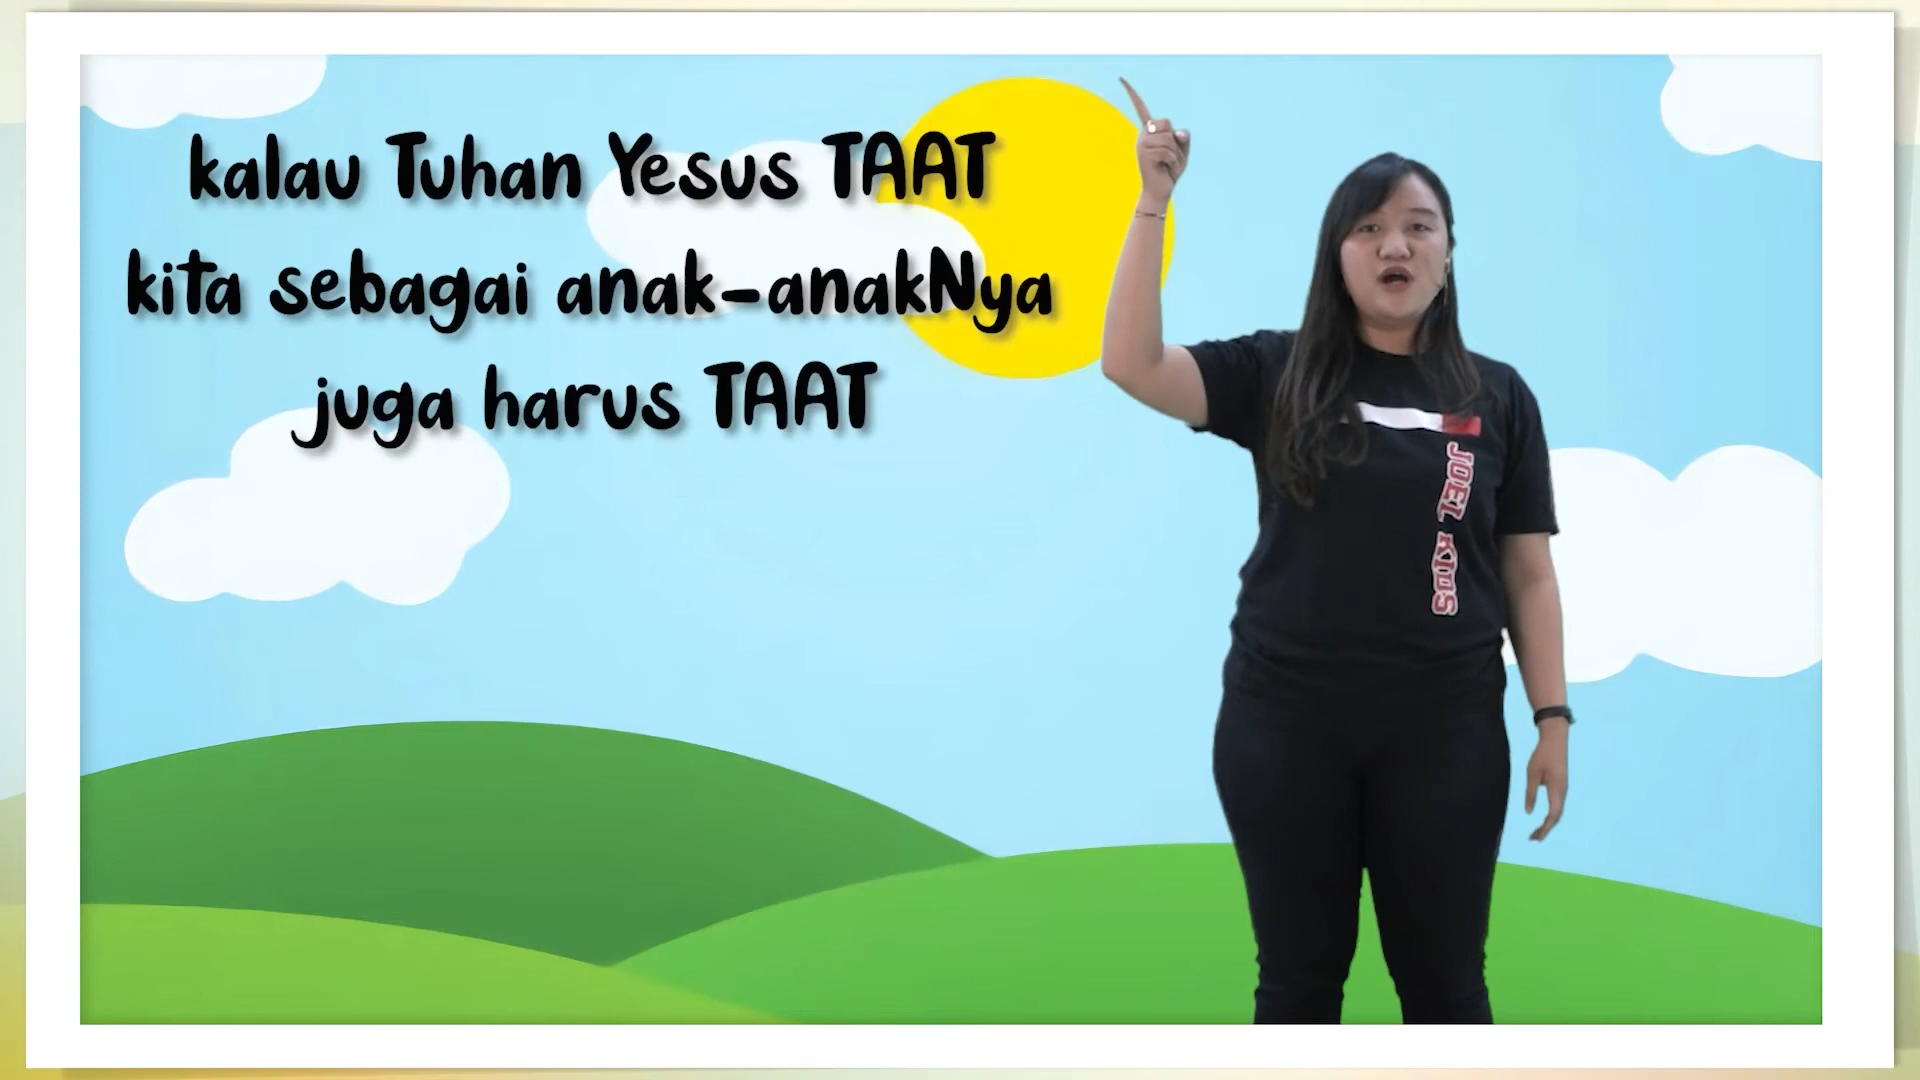 kalau Tuhan Yesus TAAT
kita sebagai anak-anakNya
juga harus TAAT
JOEL KIDS